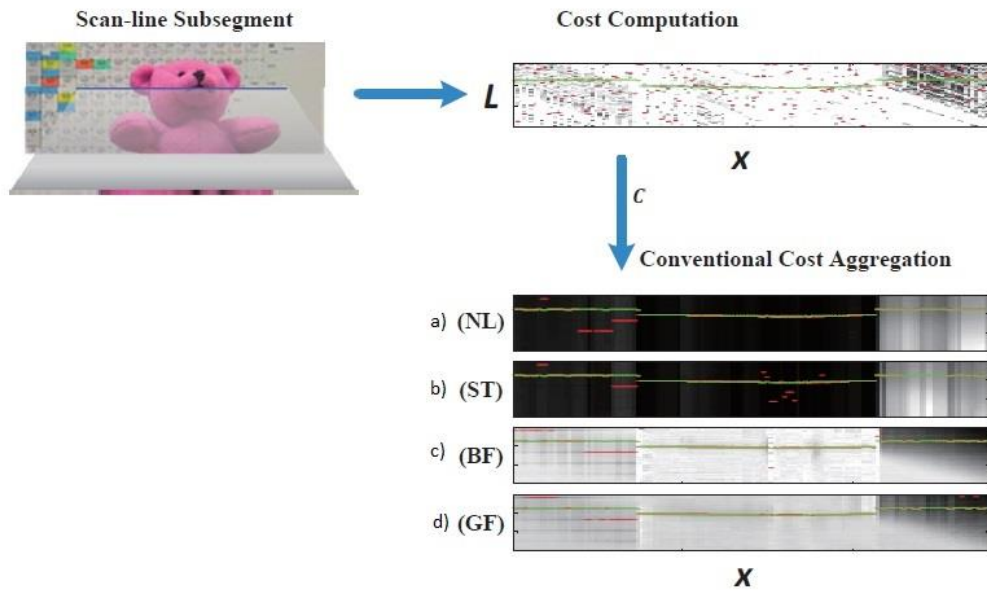 Scan-line Subsegment
Cost Computation
L
X
C
Conventional Cost Aggregation
a) (NL)
b) (ST)
c) (BF)
d) (GF)
X